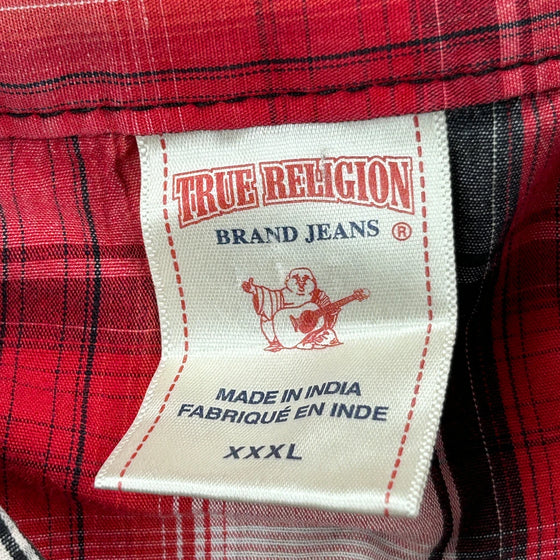 TRUE RELIGION
BRAND JEANS ®
MADE IN INDIA
FABRIQUÉ EN INDE
XXXL